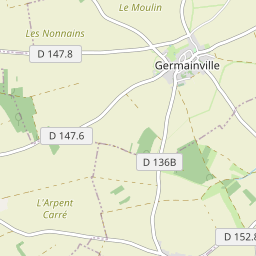 Le Moulin
Les Nonnains
D 147.8
Germainville
D 147.6
D 136B
L'Arpent
Carré
D 152.8